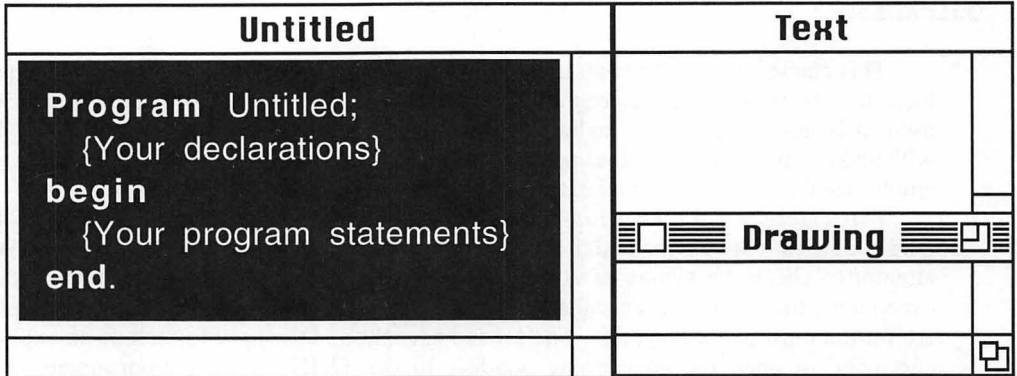 Untitled
Program Untitled;
{Your declarations}
begin
{Your program statements}
end.
Text
Drawing